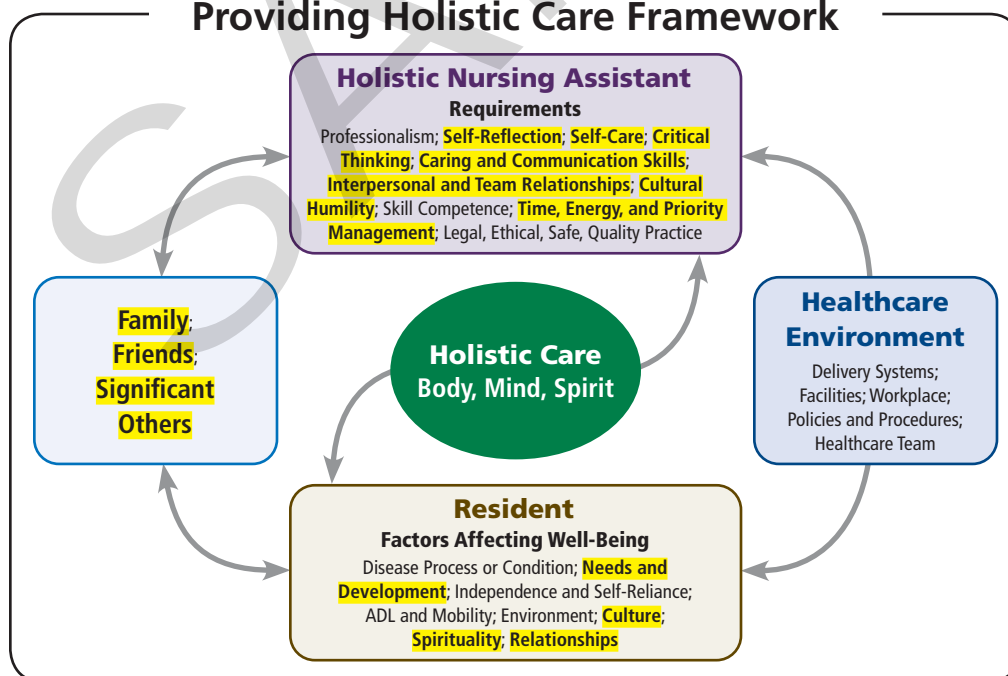 Providing Holistic Care Framework
Holistic Nursing Assistant
Requirements
Professionalism; Self-Reflection; Self-Care; Critical
Thinking; Caring and Communication Skills;
Interpersonal and Team Relationships; Cultural
Humility; Skill Competence; Time, Energy, and Priority
Management; Legal, Ethical, Safe, Quality Practice
Family;
Friends;
Significant
Others
Holistic Care
Body, Mind, Spirit
Healthcare
Environment
Delivery Systems;
Facilities; Workplace;
Policies and Procedures;
Healthcare Team
Resident
Factors Affecting Well-Being
Disease Process or Condition; Needs and
Development; Independence and Self-Reliance;
ADL and Mobility; Environment; Culture;
Spirituality; Relationships